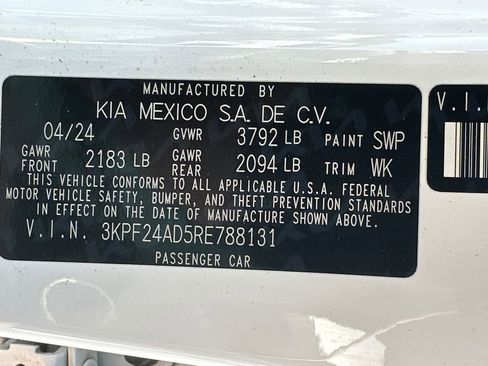 MANUFACTURED BY
KIA MEXICO S.A. DE C.V.
04/24 GVWR 3792 LB PAINT SWP
GAWR FRONT 2183 LB GAWR REAR 2094 LB TRIM WK
THIS VEHICLE CONFORMS TO ALL APPLICABLE U.S.A. FEDERAL
MOTOR VEHICLE SAFETY, BUMPER, AND THEFT PREVENTION STANDARDS
IN EFFECT ON THE DATE OF MANUFACTURE SHOWN ABOVE.
V.I.N. 3KPF24AD5RE788131
PASSENGER CAR
V.I.N